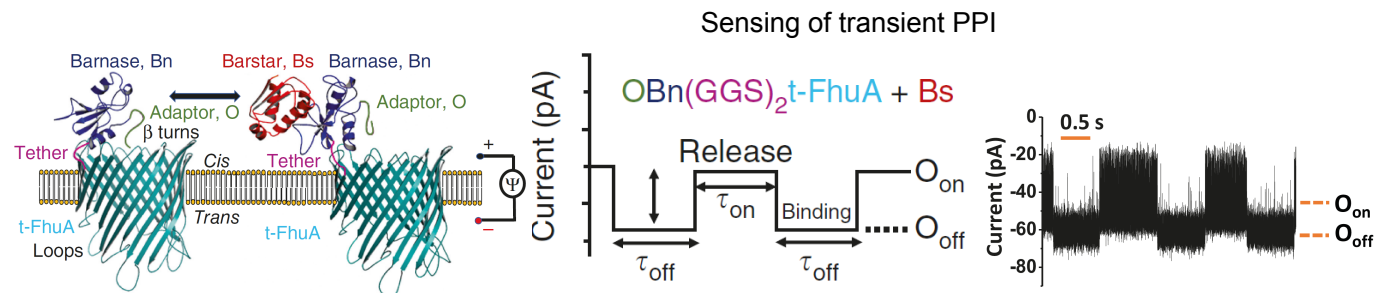 Sensing of transient PPI
Barnase, Bn
Barstar, Bs
Barnase, Bn
Adaptor, O
Adaptor, O
β turns
Tether
Tether
Cis
Trans
t-FhuA
Loops
t-FhuA
+
Ψ
−
Current (pA)
OBn(GGS)2t-FhuA + Bs
Release
τon
Binding
τoff
τoff
Oon
Ooff
Current (pA)
0
-20
-40
-60
-80
0.5 s
Oon
Ooff